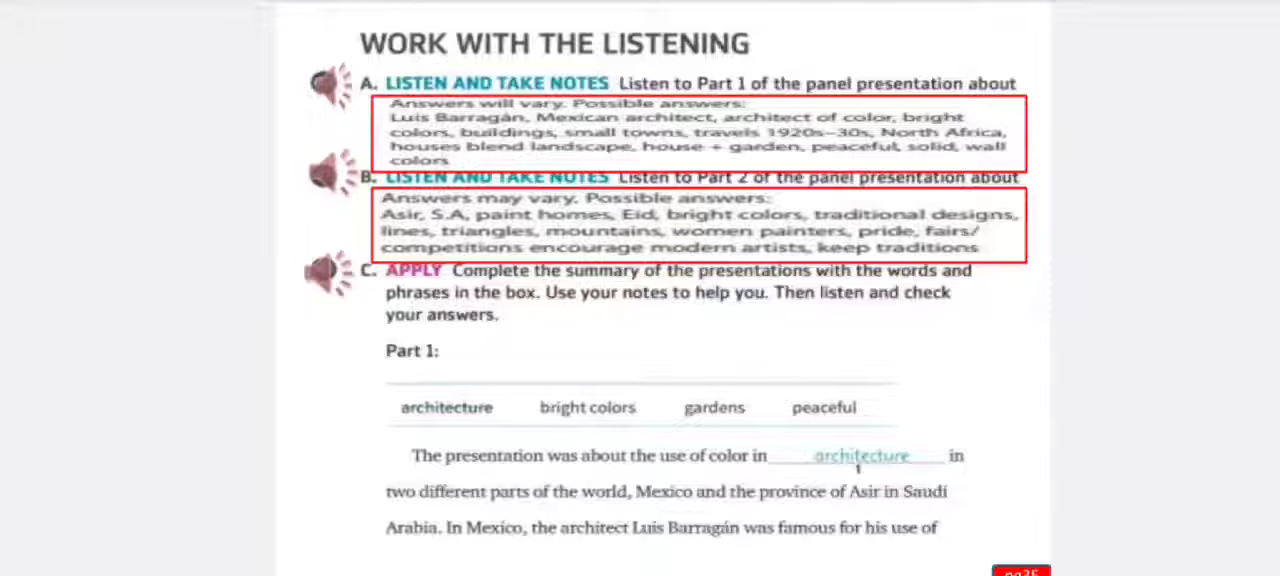 WORK WITH THE LISTENING
A. LISTEN AND TAKE NOTES Listen to Part 1 of the panel presentation about
Answers will vary. Possible answers:
Luis Barragán, Mexican architect, architect of color, bright
colors, buildings, small towns, travels 1920s–30s, North Africa,
houses blend landscape, house + garden, peaceful, solid, wall
colors
B. LISTEN AND TAKE NOTES Listen to Part 2 of the panel presentation about
Answers may vary. Possible answers:
Asir, S.A, paint homes, Eid, bright colors, traditional designs,
lines, triangles, mountains, women painters, pride, fairs/
competitions encourage modern artists, keep traditions
C. APPLY Complete the summary of the presentations with the words and
phrases in the box. Use your notes to help you. Then listen and check
your answers.
Part 1:
architecture bright colors gardens peaceful
The presentation was about the use of color in architecture in
1
two different parts of the world, Mexico and the province of Asir in Saudi
Arabia. In Mexico, the architect Luis Barragán was famous for his use of